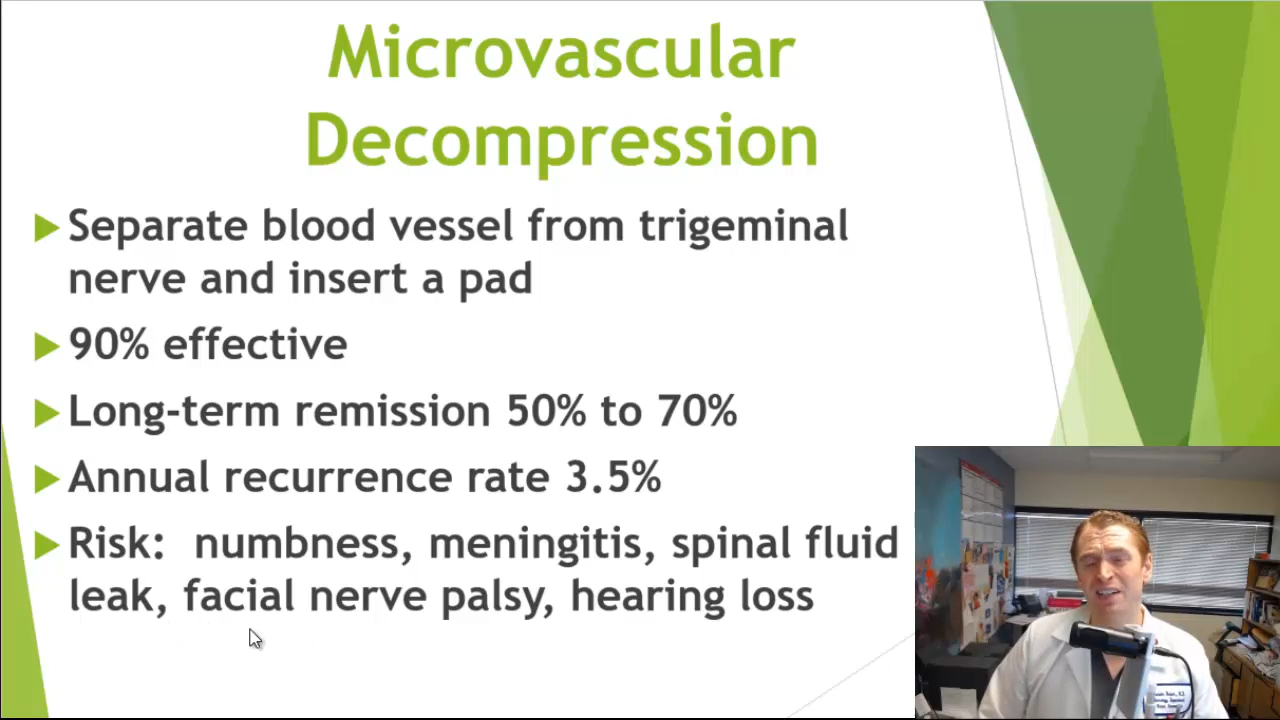 Microvascular
Decompression
Separate blood vessel from trigeminal
nerve and insert a pad
90% effective
Long-term remission 50% to 70%
Annual recurrence rate 3.5%
Risk:  numbness, meningitis, spinal fluid
leak, facial nerve palsy, hearing loss